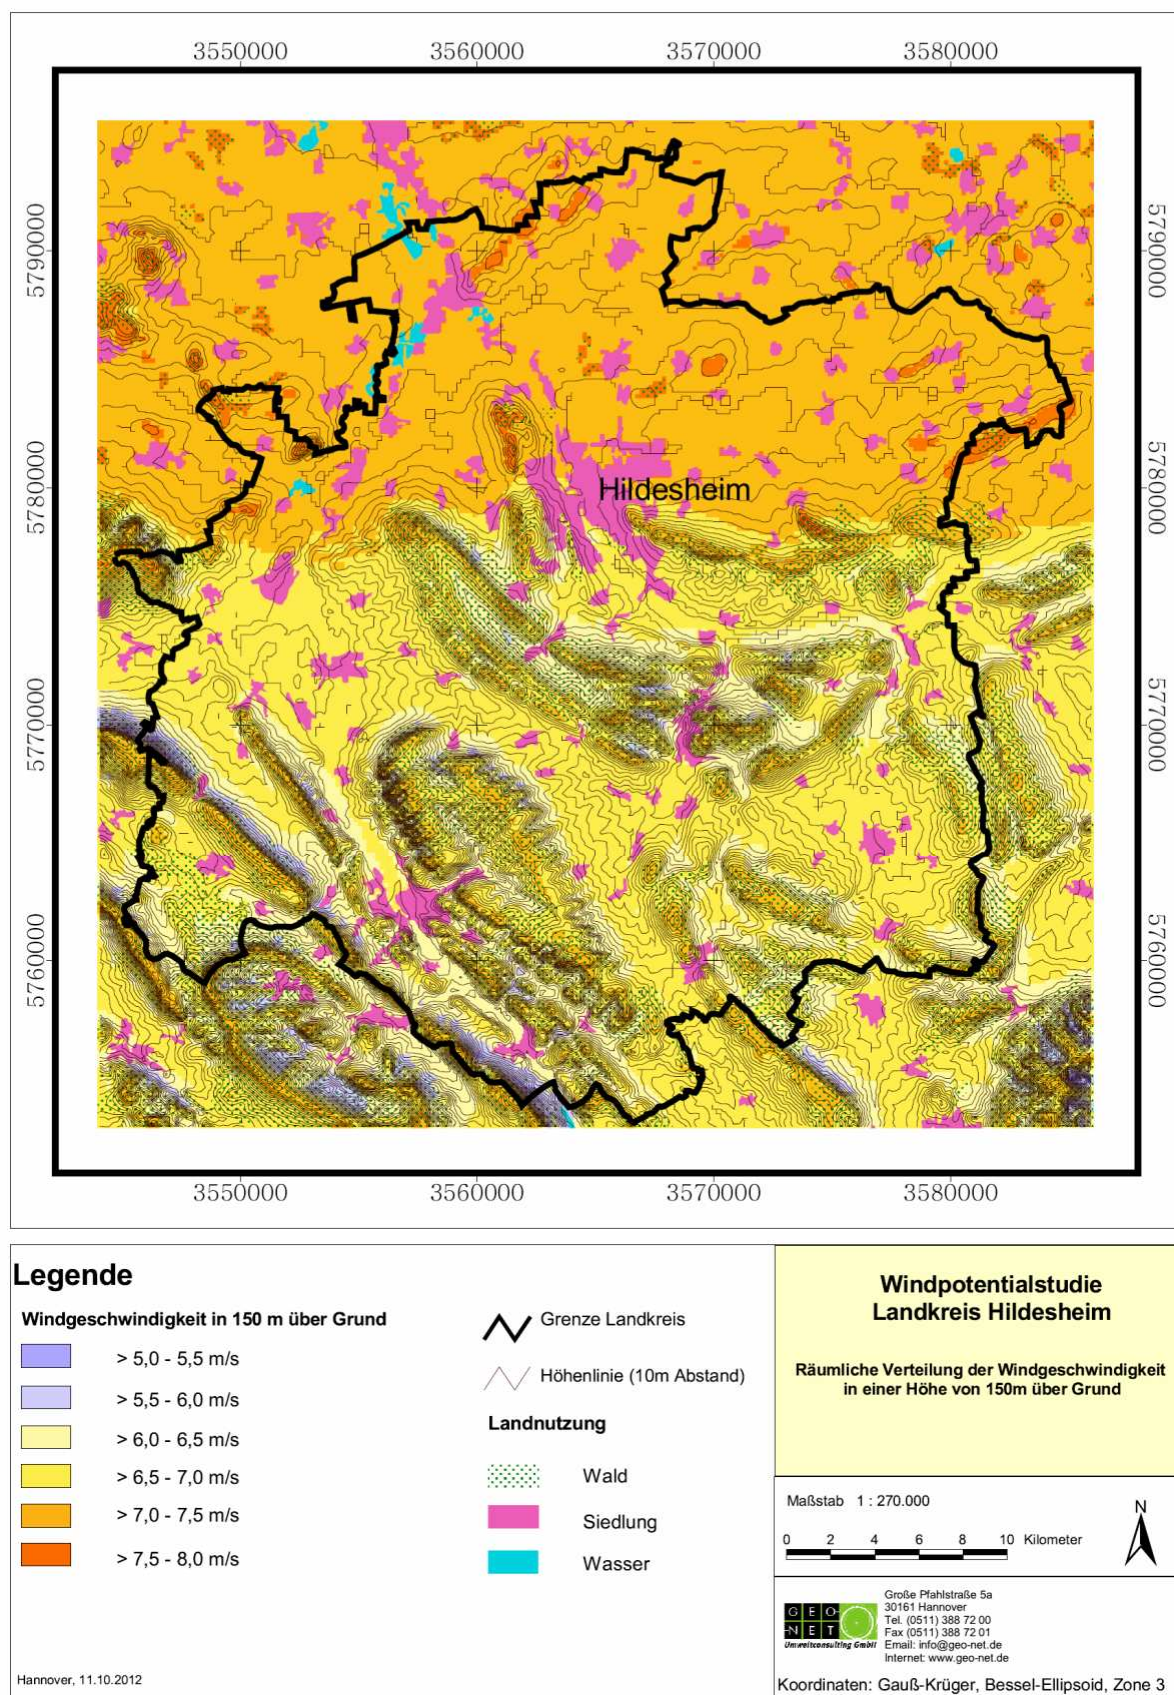 3550000 3560000 3570000 3580000
5790000 5790000
5780000 5780000
Hildesheim
5770000 5770000
5760000 5760000
3550000 3560000 3570000 3580000
Legende
Windgeschwindigkeit in 150 m über Grund
> 5,0 - 5,5 m/s
> 5,5 - 6,0 m/s
> 6,0 - 6,5 m/s
> 6,5 - 7,0 m/s
> 7,0 - 7,5 m/s
> 7,5 - 8,0 m/s
Grenze Landkreis
Höhenlinie (10m Abstand)
Landnutzung
Wald
Siedlung
Wasser
Hannover, 11.10.2012
Windpotentialstudie
Landkreis Hildesheim
Räumliche Verteilung der Windgeschwindigkeit
in einer Höhe von 150m über Grund
Maßstab 1 : 270.000
0 2 4 6 8 10 Kilometer
N
GEO-
NET
Umweltconsulting GmbH
Große Pfahlstraße 5a
30161 Hannover
Tel. (0511) 388 72 00
Fax (0511) 388 72 01
Email: info@geo-net.de
Internet: www.geo-net.de
Koordinaten: Gauß-Krüger, Bessel-Ellipsoid, Zone 3